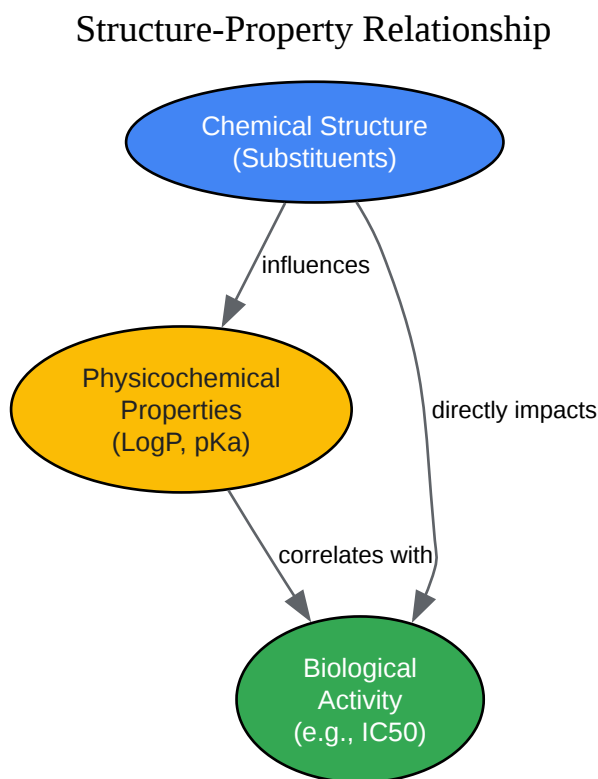 Structure-Property Relationship
Chemical Structure
(Substituents)
influences
Physicochemical
Properties
(LogP, pKa)
directly impacts
correlates with
Biological
Activity
(e.g., IC50)